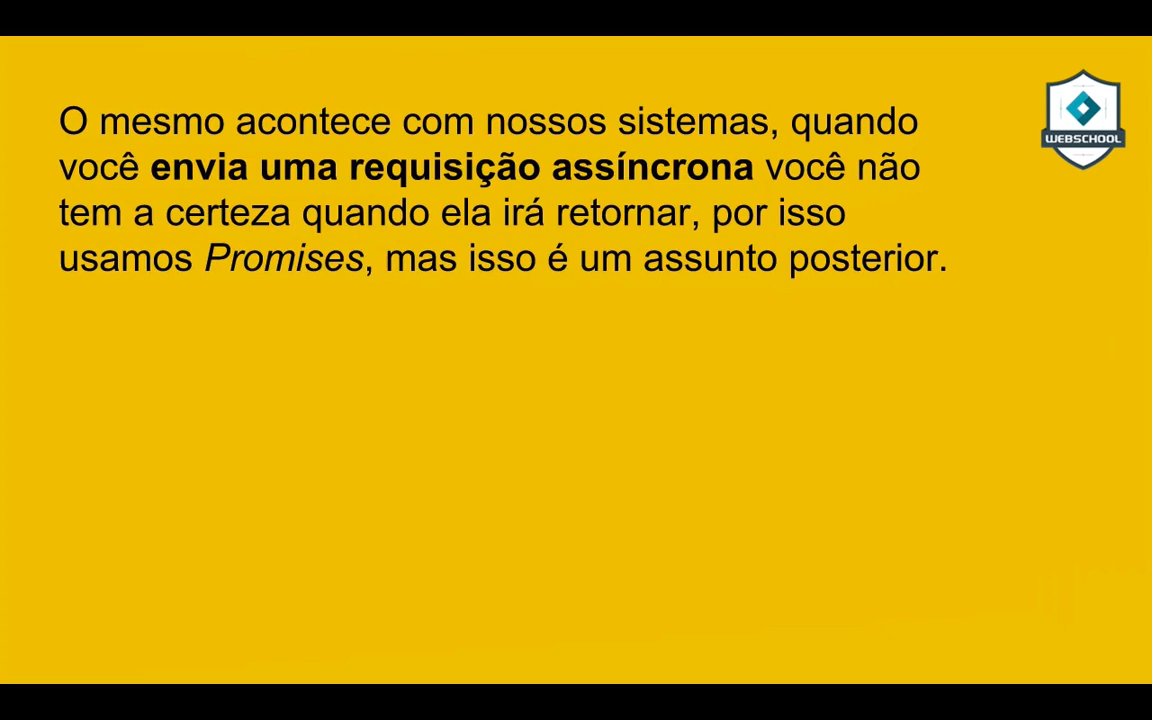 O mesmo acontece com nossos sistemas, quando
você envia uma requisição assíncrona você não
tem a certeza quando ela irá retornar, por isso
usamos Promises, mas isso é um assunto posterior.
WEBSCHOOL